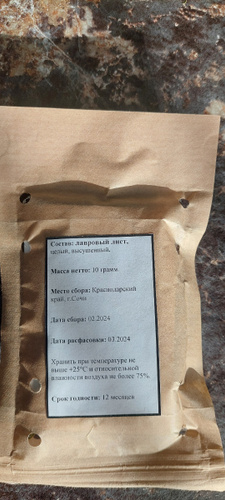 Состав: лавровый лист,
целый, высушенный.
Масса нетто: 10 грамм
Место сбора: Краснодарский
край, г.Сочи
Дата сбора: 02.2024
Дата расфасовки: 03.2024
Хранить при температуре не
выше +25°С и относительной
влажности воздуха не более 75%.
Срок годности: 12 месяцев